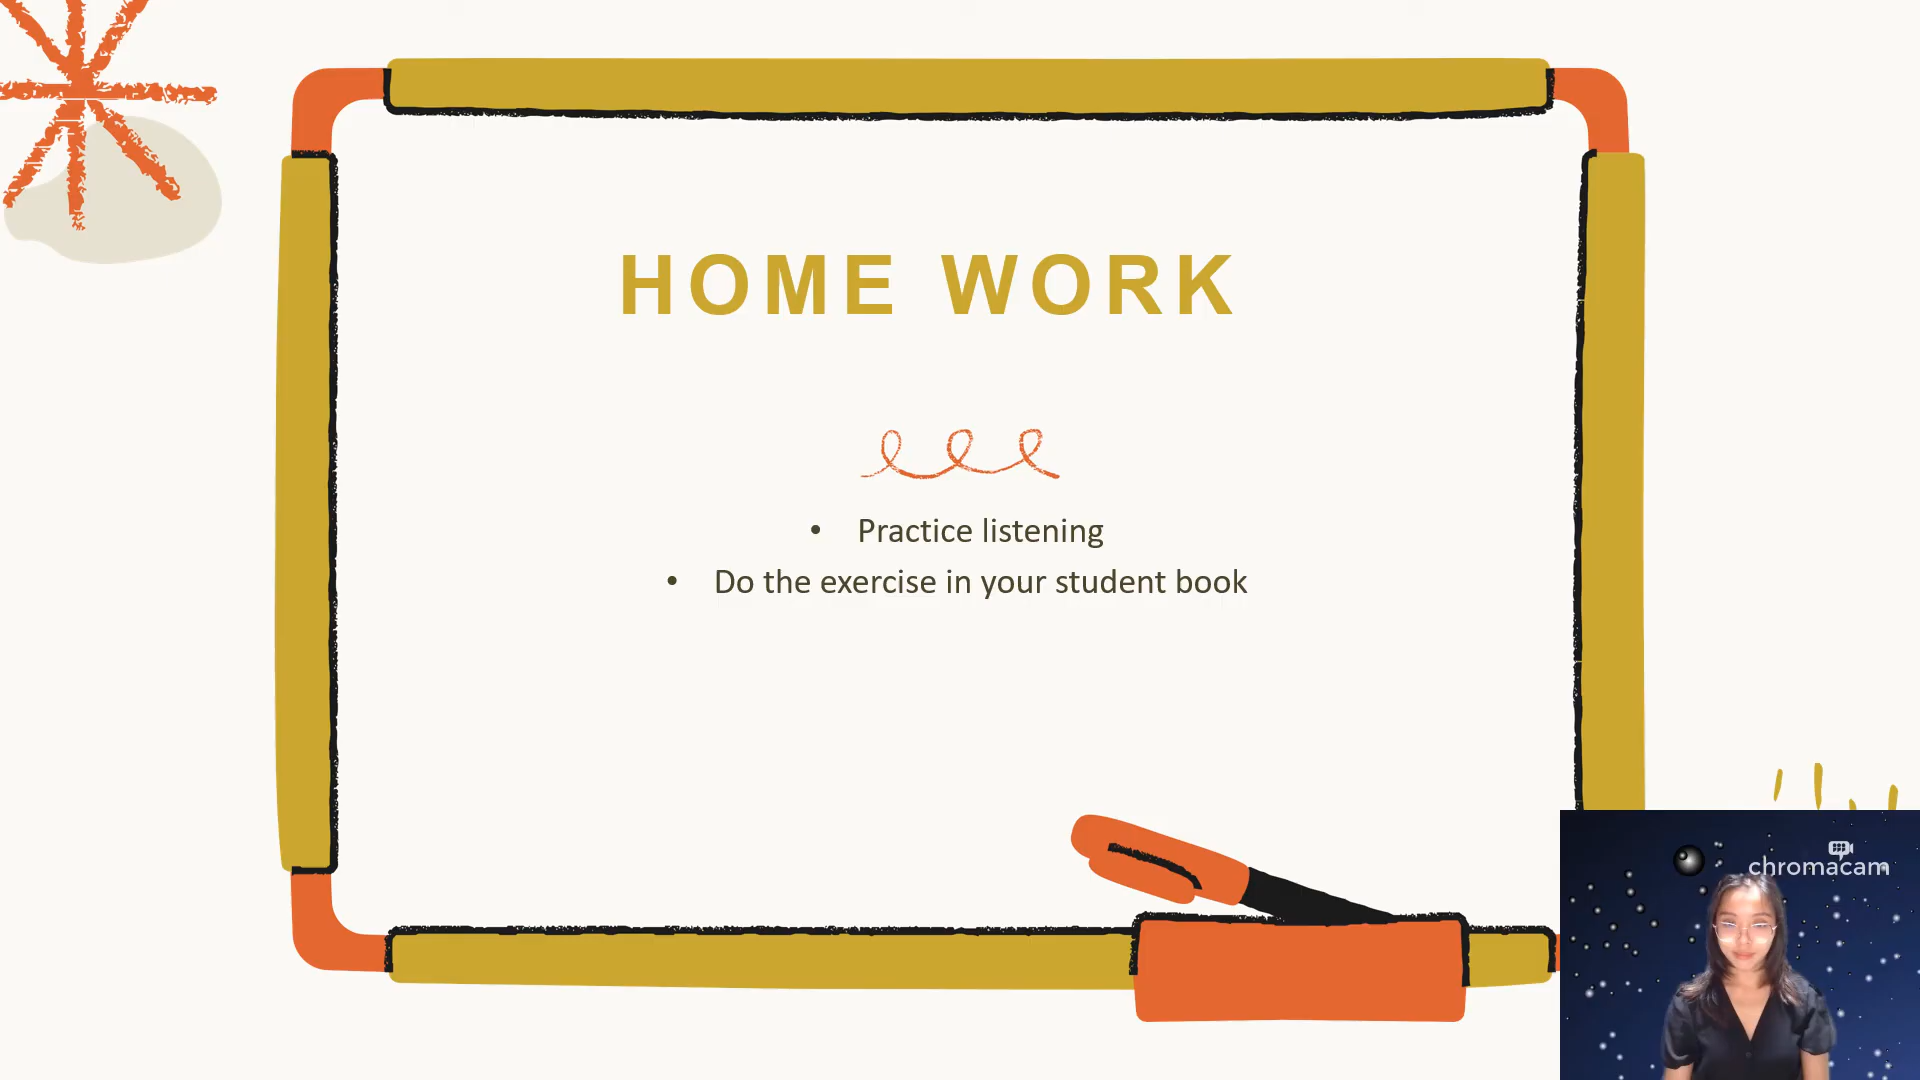 HOME WORK
• Practice listening
• Do the exercise in your student book
chromacam